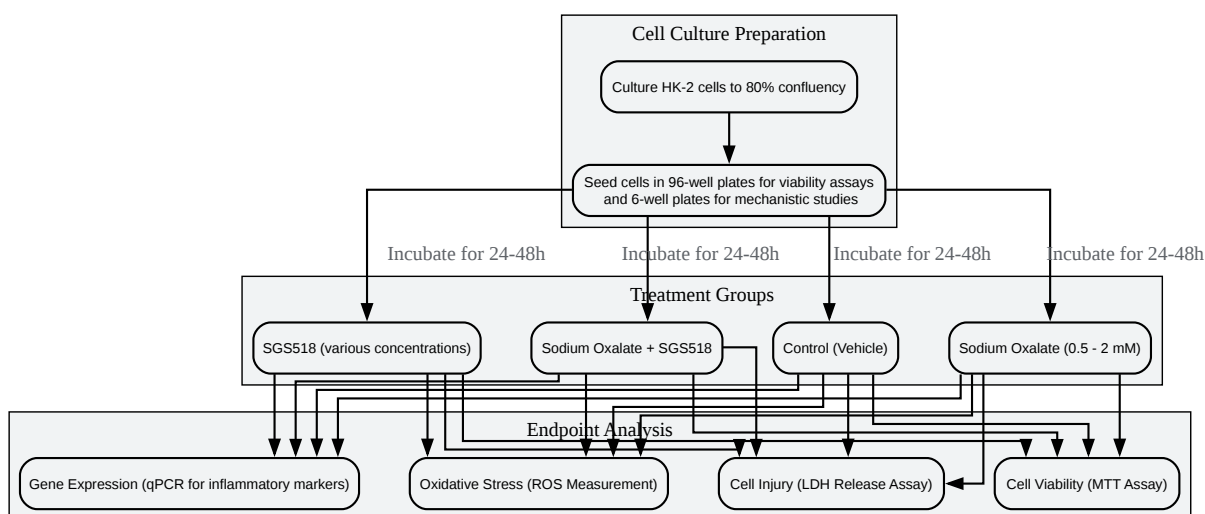 Cell Culture Preparation
Culture HK-2 cells to 80% confluency
Seed cells in 96-well plates for viability assays
and 6-well plates for mechanistic studies
Incubate for 24-48h
Incubate for 24-48h
Incubate for 24-48h
Incubate for 24-48h
Treatment Groups
SGS518 (various concentrations)
Sodium Oxalate + SGS518
Control (Vehicle)
Sodium Oxalate (0.5 - 2 mM)
Endpoint Analysis
Gene Expression (qPCR for inflammatory markers)
Oxidative Stress (ROS Measurement)
Cell Injury (LDH Release Assay)
Cell Viability (MTT Assay)